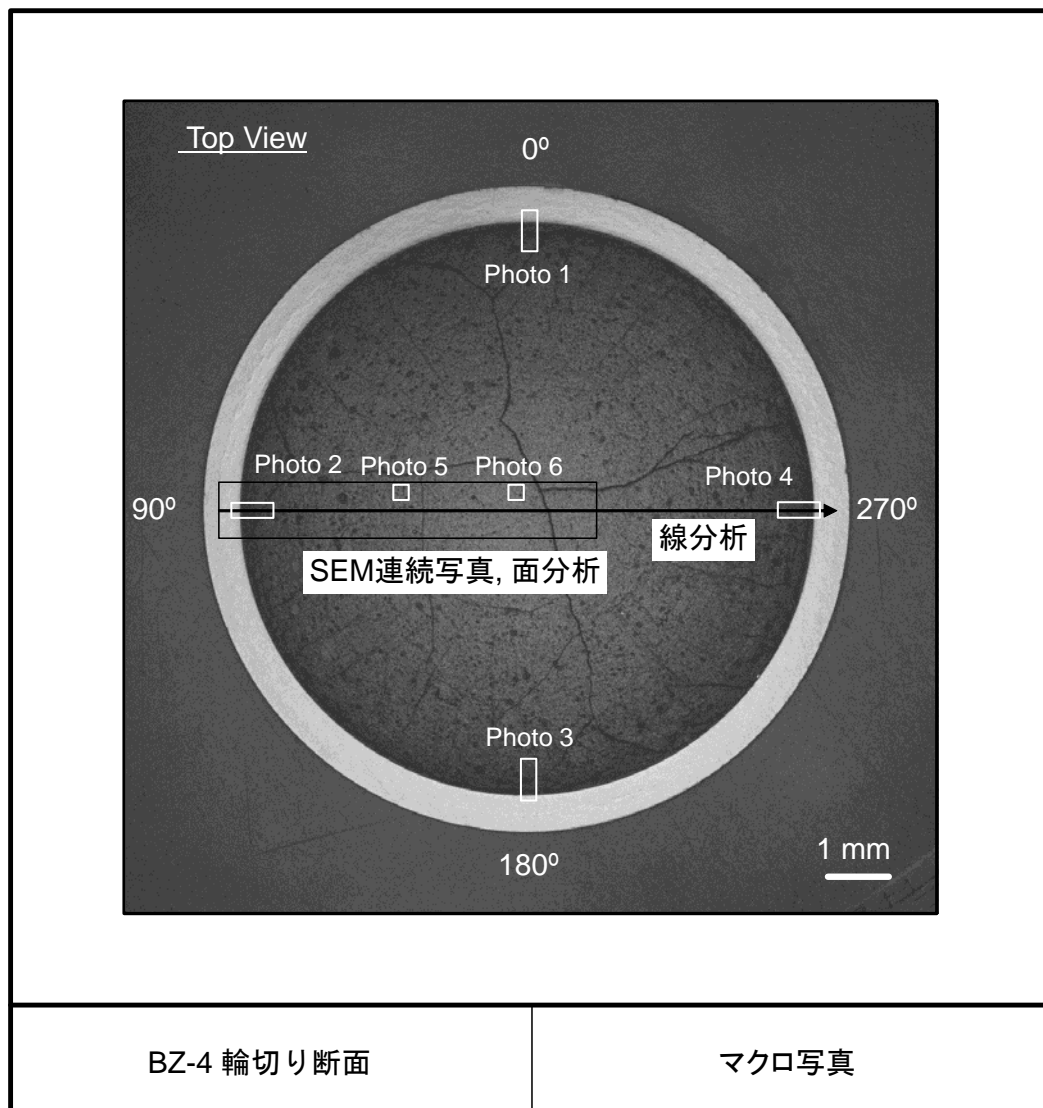 Top View
0º
Photo 1
Photo 2
Photo 5
Photo 6
Photo 4
90º
270º
線分析
SEM連続写真, 面分析
Photo 3
180º
1 mm
BZ-4 輪切り断面
マクロ写真